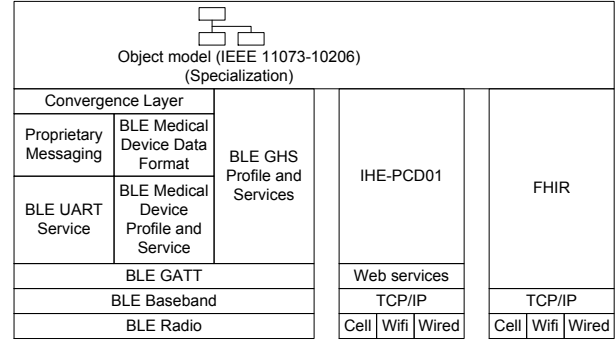 Object model (IEEE 11073-10206)
(Specialization)
Convergence Layer
Proprietary
Messaging
BLE Medical
Device Data
Format
BLE GHS
Profile and
Services
BLE UART
Service
BLE Medical
Device
Profile and
Service
BLE GATT
BLE Baseband
BLE Radio
IHE-PCD01
Web services
TCP/IP
Cell Wifi Wired
FHIR
TCP/IP
Cell Wifi Wired